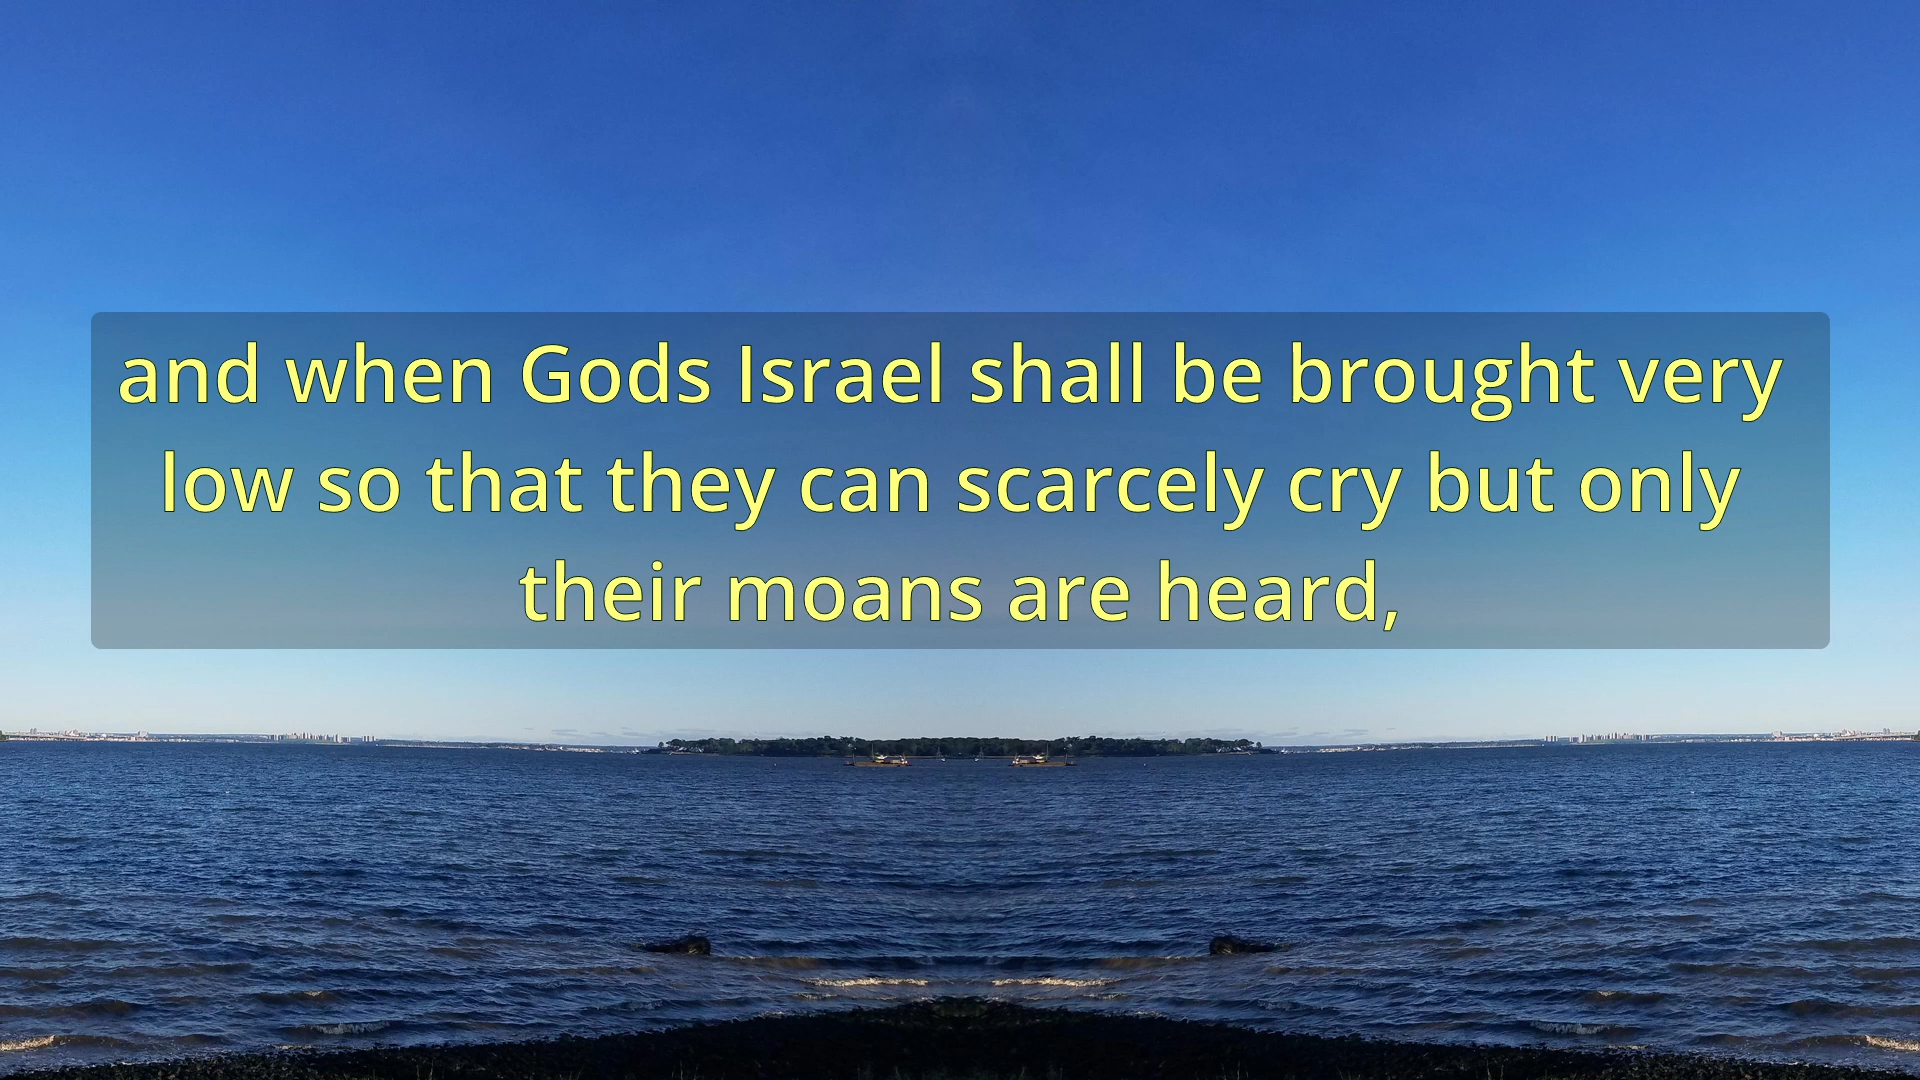 and when Gods Israel shall be brought very
low so that they can scarcely cry but only
their moans are heard,